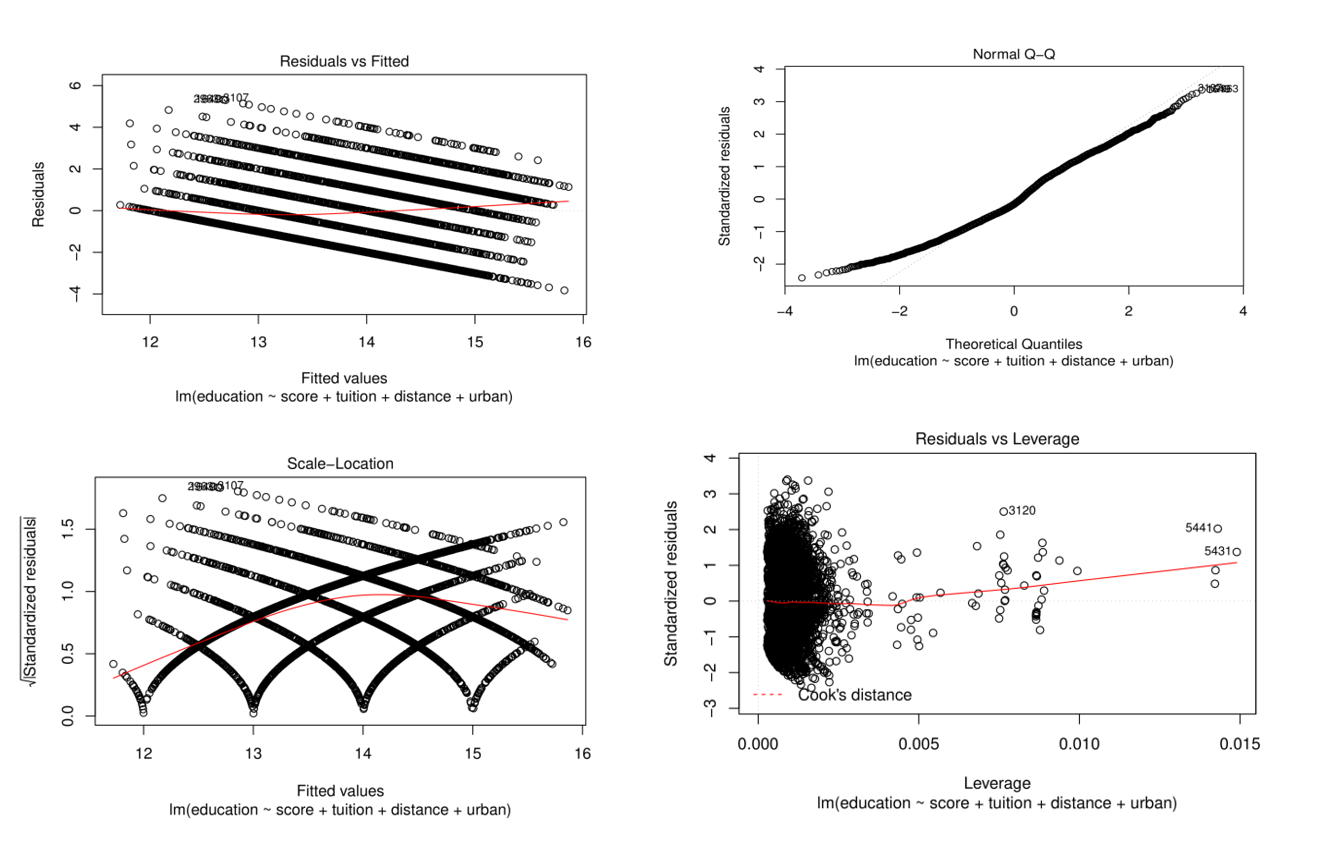 Residuals vs Fitted
3107
Residuals
6
4
2
0
−2
−4
12 13 14 15 16
Fitted values
lm(education ~ score + tuition + distance + urban)
Normal Q−Q
Standardized residuals
4
3
2
1
0
−1
−2
−4 −2 0 2 4
Theoretical Quantiles
lm(education ~ score + tuition + distance + urban)
Scale−Location
3107
√|Standardized residuals|
1.5
1.0
0.5
0.0
12 13 14 15 16
Fitted values
lm(education ~ score + tuition + distance + urban)
Residuals vs Leverage
Standardized residuals
4
3
2
1
0
−1
−2
−3
3120
5441
5431
Cook's distance
0.000 0.005 0.010 0.015
Leverage
lm(education ~ score + tuition + distance + urban)